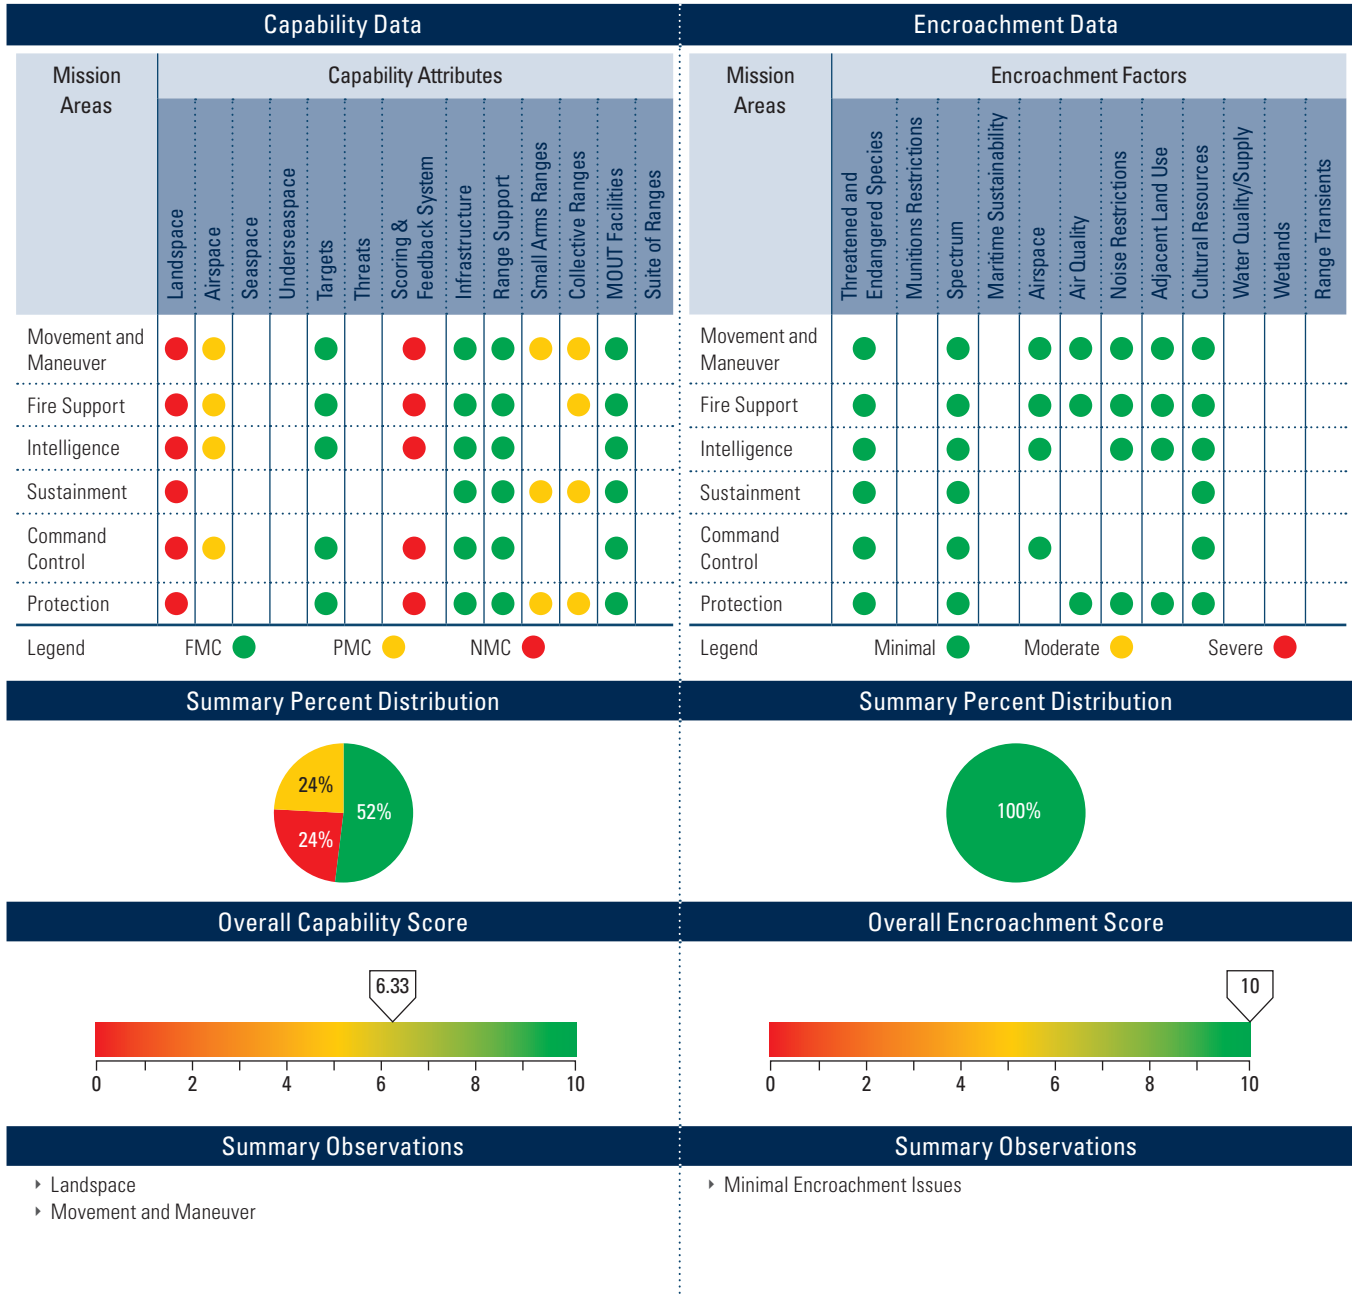 Capability Data
Mission
Areas
Capability Attributes
Landspace
Airspace
Seaspace
Underseaspace
Targets
Threats
Scoring &
Feedback System
Infrastructure
Range Support
Small Arms Ranges
Collective Ranges
MOUT Facilities
Suite of Ranges
Movement and
Maneuver
Fire Support
Intelligence
Sustainment
Command
Control
Protection
Legend FMC PMC NMC
Summary Percent Distribution
24%
52%
24%
Overall Capability Score
6.33
0 2 4 6 8 10
Summary Observations
‣ Landspace
‣ Movement and Maneuver
Encroachment Data
Mission
Areas
Encroachment Factors
Threatened and
Endangered Species
Munitions Restrictions
Spectrum
Maritime Sustainability
Airspace
Air Quality
Noise Restrictions
Adjacent Land Use
Cultural Resources
Water Quality/Supply
Wetlands
Range Transients
Movement and
Maneuver
Fire Support
Intelligence
Sustainment
Command
Control
Protection
Legend Minimal Moderate Severe
Summary Percent Distribution
100%
Overall Encroachment Score
10
0 2 4 6 8 10
Summary Observations
‣ Minimal Encroachment Issues